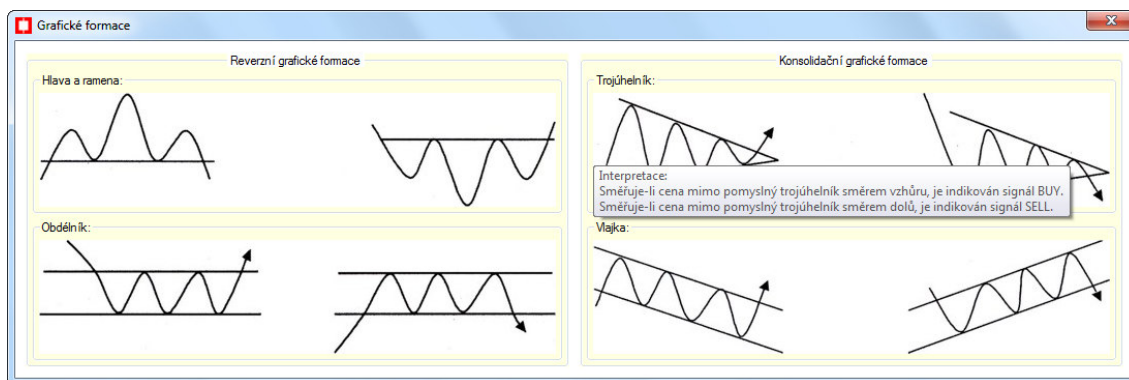 Grafické formace
Reverzní grafické formace
Hlava a ramena:
Obdélník:
Konsolidační grafické formace
Trojúhelník:
Interpretace:
Směřuje-li cena mimo pomyslný trojúhelník směrem vzhůru, je indikován signál BUY.
Směřuje-li cena mimo pomyslný trojúhelník směrem dolů, je indikován signál SELL.
Vlajka: